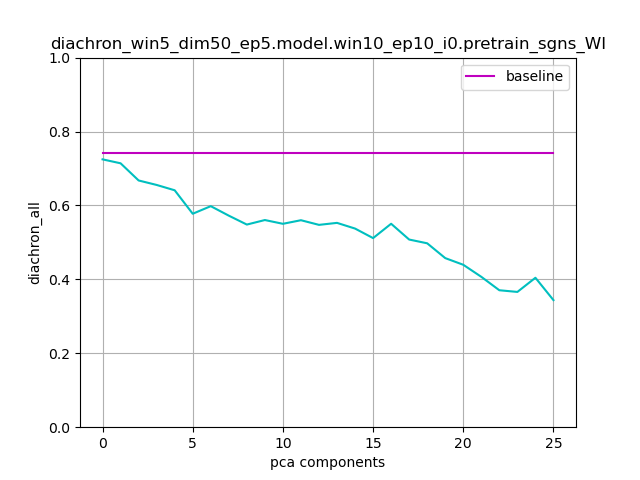 diachron_win5_dim50_ep5.model.win10_ep10_i0.pretrain_sgns_WI
baseline
1.0
0.8
0.6
0.4
0.2
0.0
diachron_all
0 5 10 15 20 25
pca components